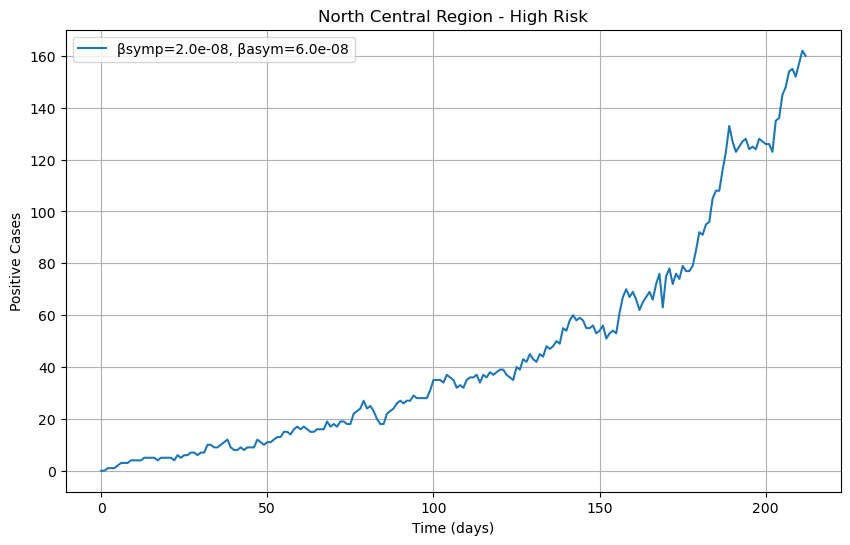 North Central Region - High Risk
βsymp=2.0e-08, βasym=6.0e-08
160
140
120
100
80
60
40
20
0
Positive Cases
0 50 100 150 200
Time (days)